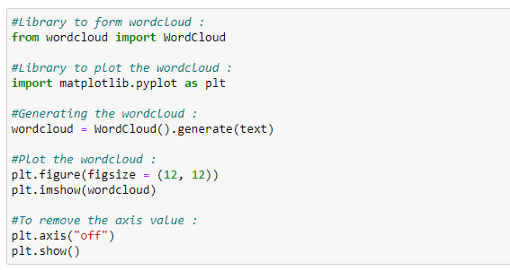 #Library to form wordcloud :
from wordcloud import WordCloud
#Library to plot the wordcloud :
import matplotlib.pyplot as plt
#Generating the wordcloud :
wordcloud = WordCloud().generate(text)
#Plot the wordcloud :
plt.figure(figsize = (12, 12))
plt.imshow(wordcloud)
#To remove the axis value :
plt.axis("off")
plt.show()